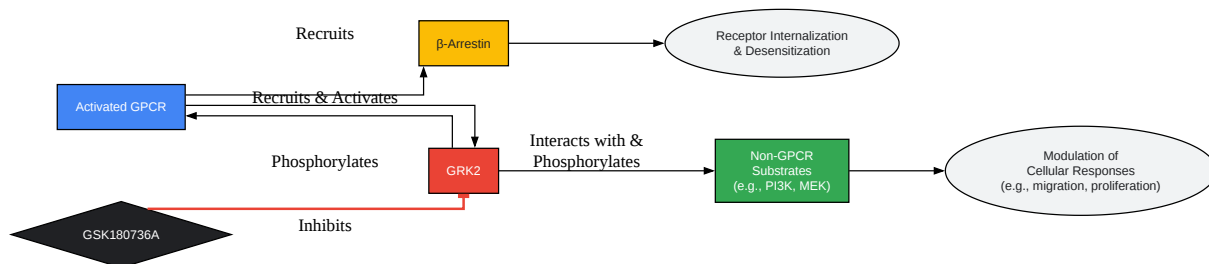 Recruits
β-Arrestin
Receptor Internalization
& Desensitization
Activated GPCR
Recruits & Activates
Phosphorylates
GRK2
Interacts with &
Phosphorylates
Non-GPCR
Substrates
(e.g., PI3K, MEK)
Modulation of
Cellular Responses
(e.g., migration, proliferation)
GSK180736A
Inhibits